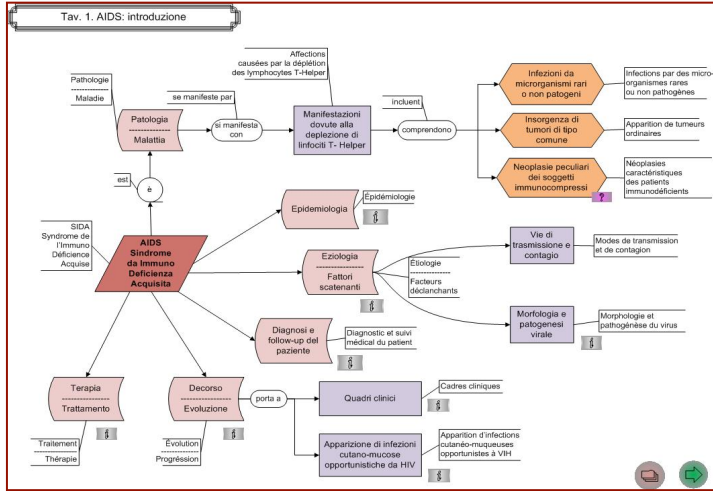 Tav. 1. AIDS: introduzione
Pathologie
----------------
Maladie
Patologia
----------------
Malattia
se manifeste par
si manifesta
con
Affections
causées par la déplétion
des lymphocytes T-Helper
Manifestazioni
dovute alla
deplezione di
linfociti T- Helper
incluent
comprendono
Infezioni da
microrganismi rari
o non patogeni
Infections par des micro-
organismes rares
ou non pathogènes
Insorgenza di
tumori di tipo
comune
Apparition de tumeurs
ordinaires
Neoplasie peculiari
dei soggetti
immunocompressi
?
Néoplasies
caractéristiques
des patients
immunodéficients
est
è
SIDA
Syndrome de
l'Immuno
Déficience
Acquise
AIDS
Sindrome
da Immuno
Deficienza
Acquisita
Epidemiologia
Épidémiologie
i
Eziologia
----------------
Fattori
scatenanti
Étiologie
----------------
Facteurs
déclanchants
i
Vie di
trasmissione e
contagio
Modes de transmission
et de contagion
Morfologia e
patogenesi
virale
Morphologie et
pathogénèse du virus
i
Diagnosi e
follow-up del
paziente
Diagnostic et suivi
médical du patient
i
Terapia
----------------
Trattamento
i
Traitement
----------------
Thérapie
Decorso
----------------
Evoluzione
i
Évolution
----------------
Progréssion
porta a
Quadri clinici
Cadres cliniques
i
Apparizione di infezioni
cutano-mucose
opportunistiche da HIV
Apparition d'infections
cutanéo-muqueuses
opportunistes à VIH
i